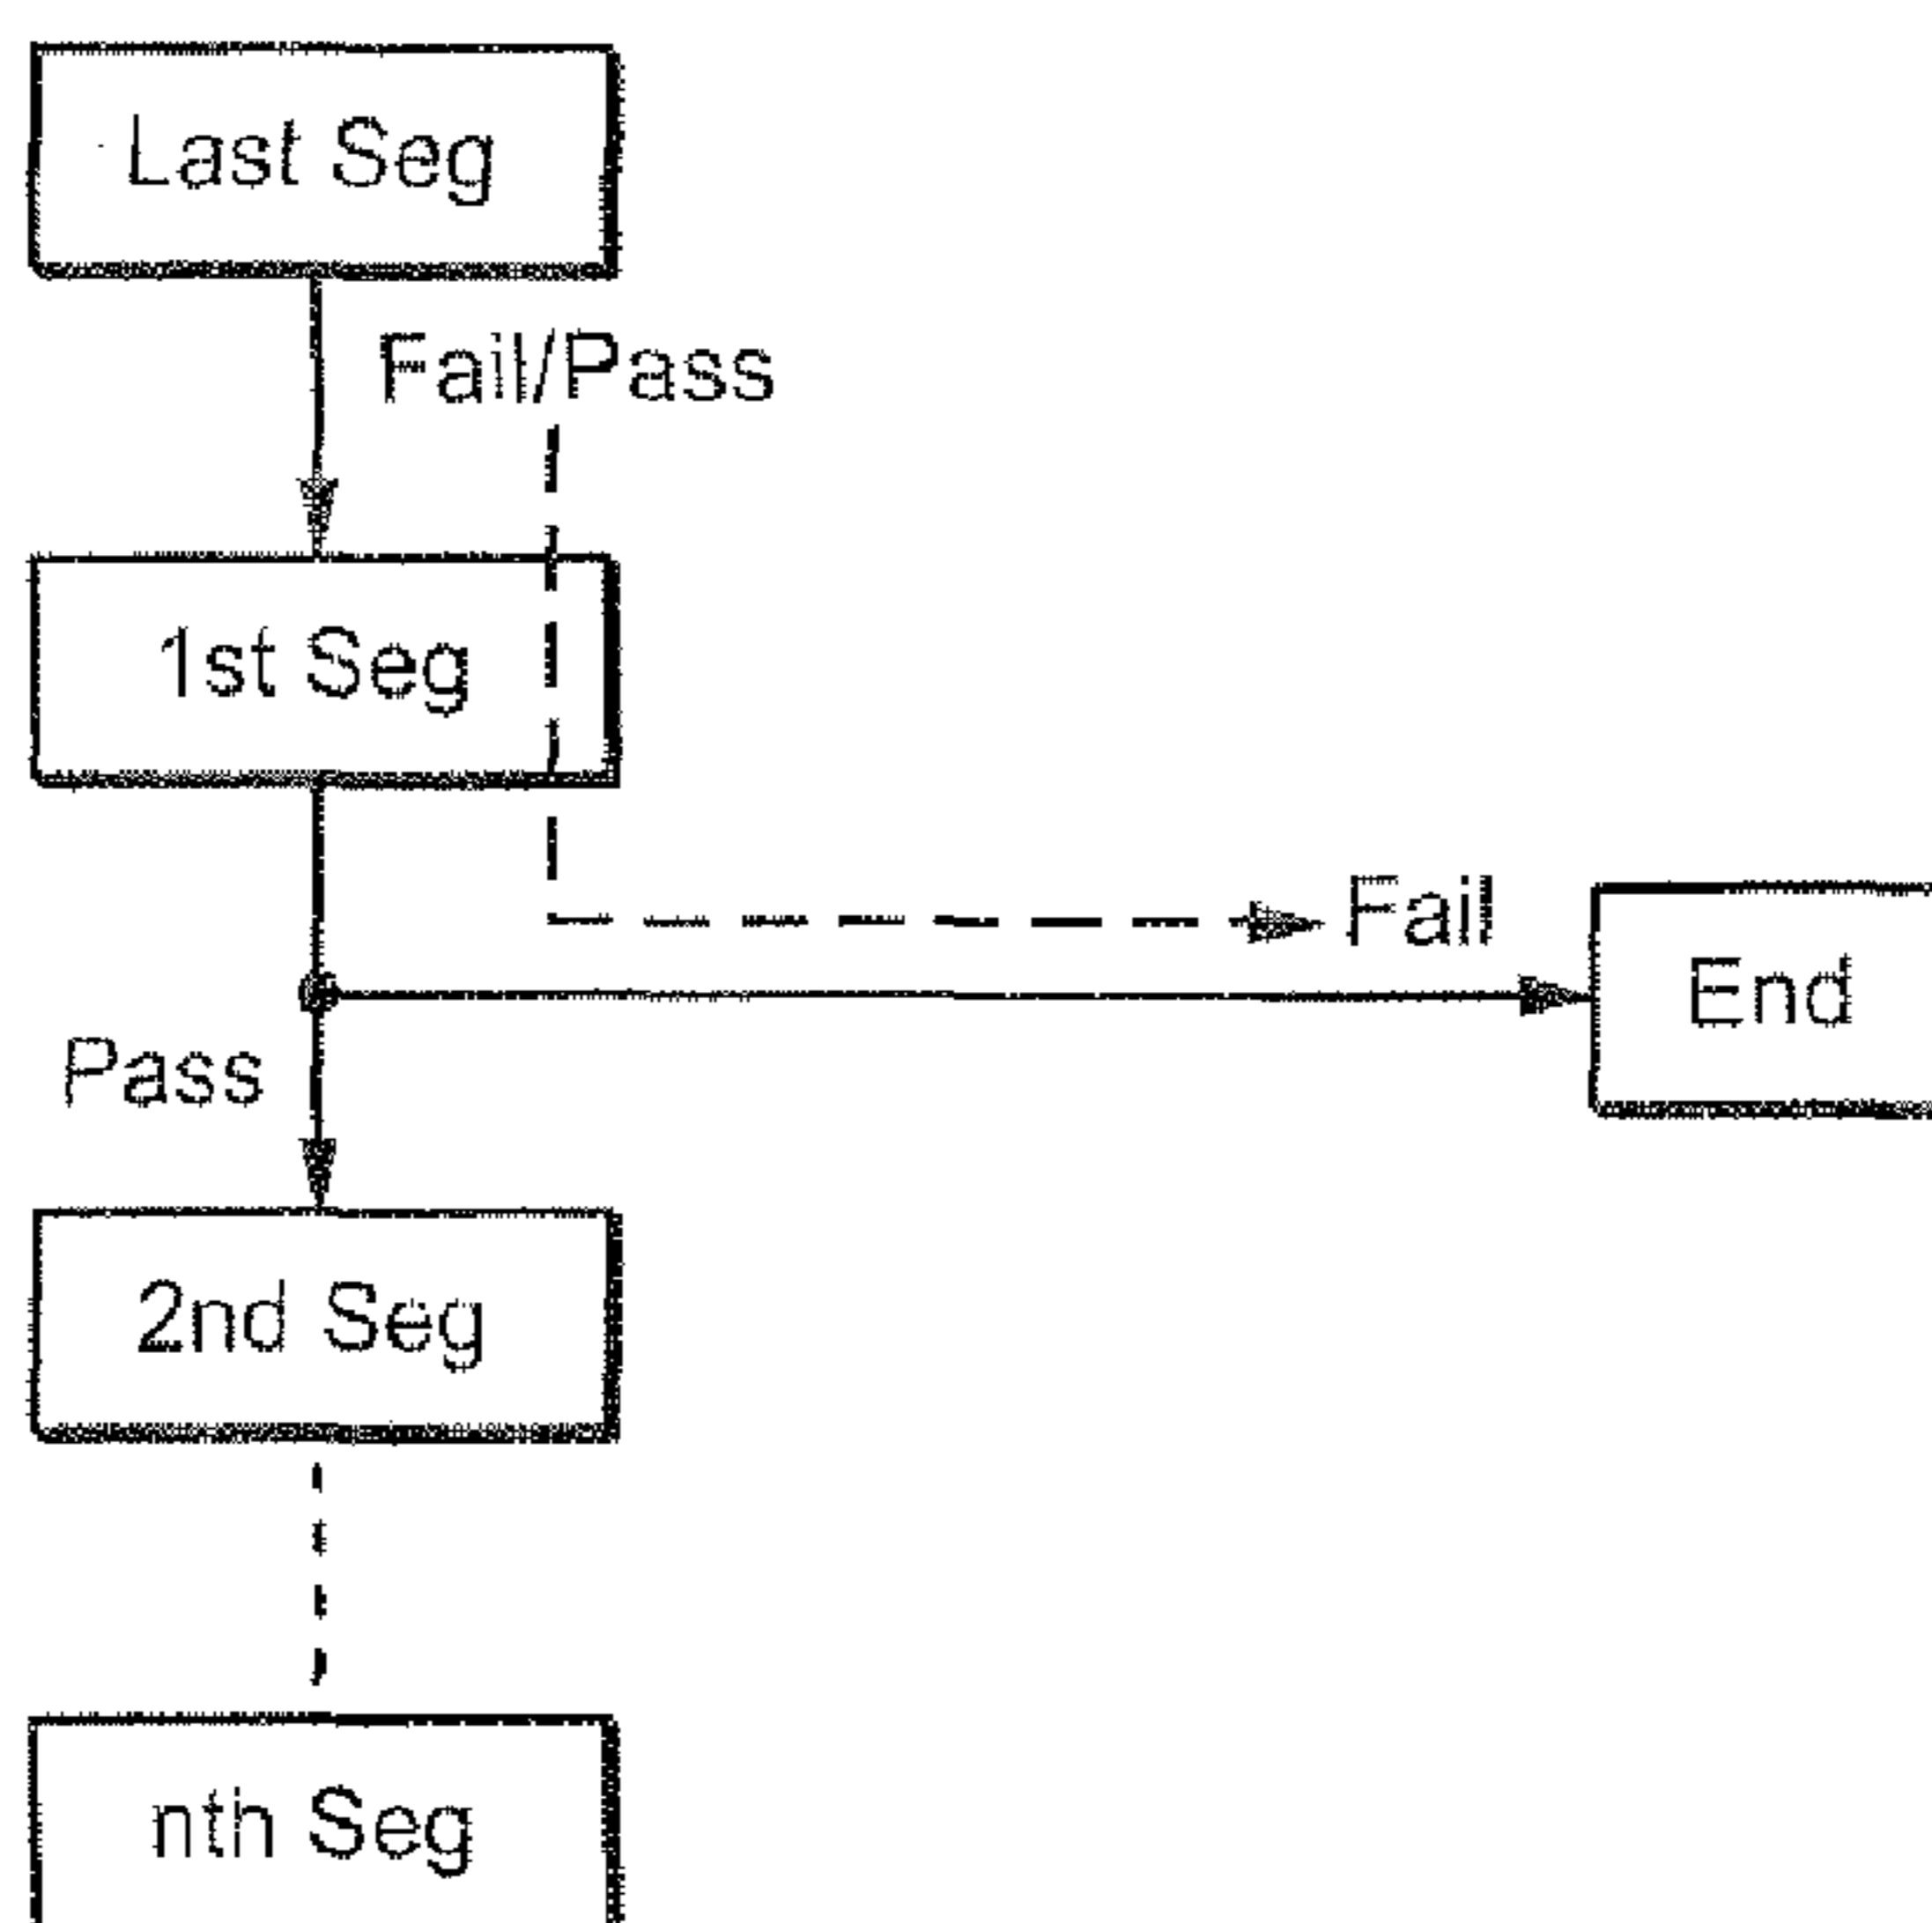 Last Seg
Fail/Pass
1st Seg
Fail
End
Pass
2nd Seg
nth Seg